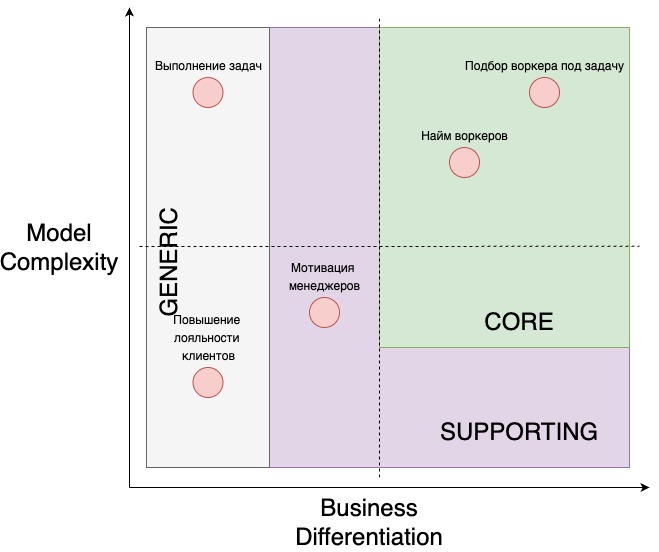 Выполнение задач
Подбор воркера под задачу
Найм воркеров
Model
Complexity
GENERIC
Мотивация
менеджеров
Повышение
лояльности
клиентов
CORE
SUPPORTING
Business
Differentiation